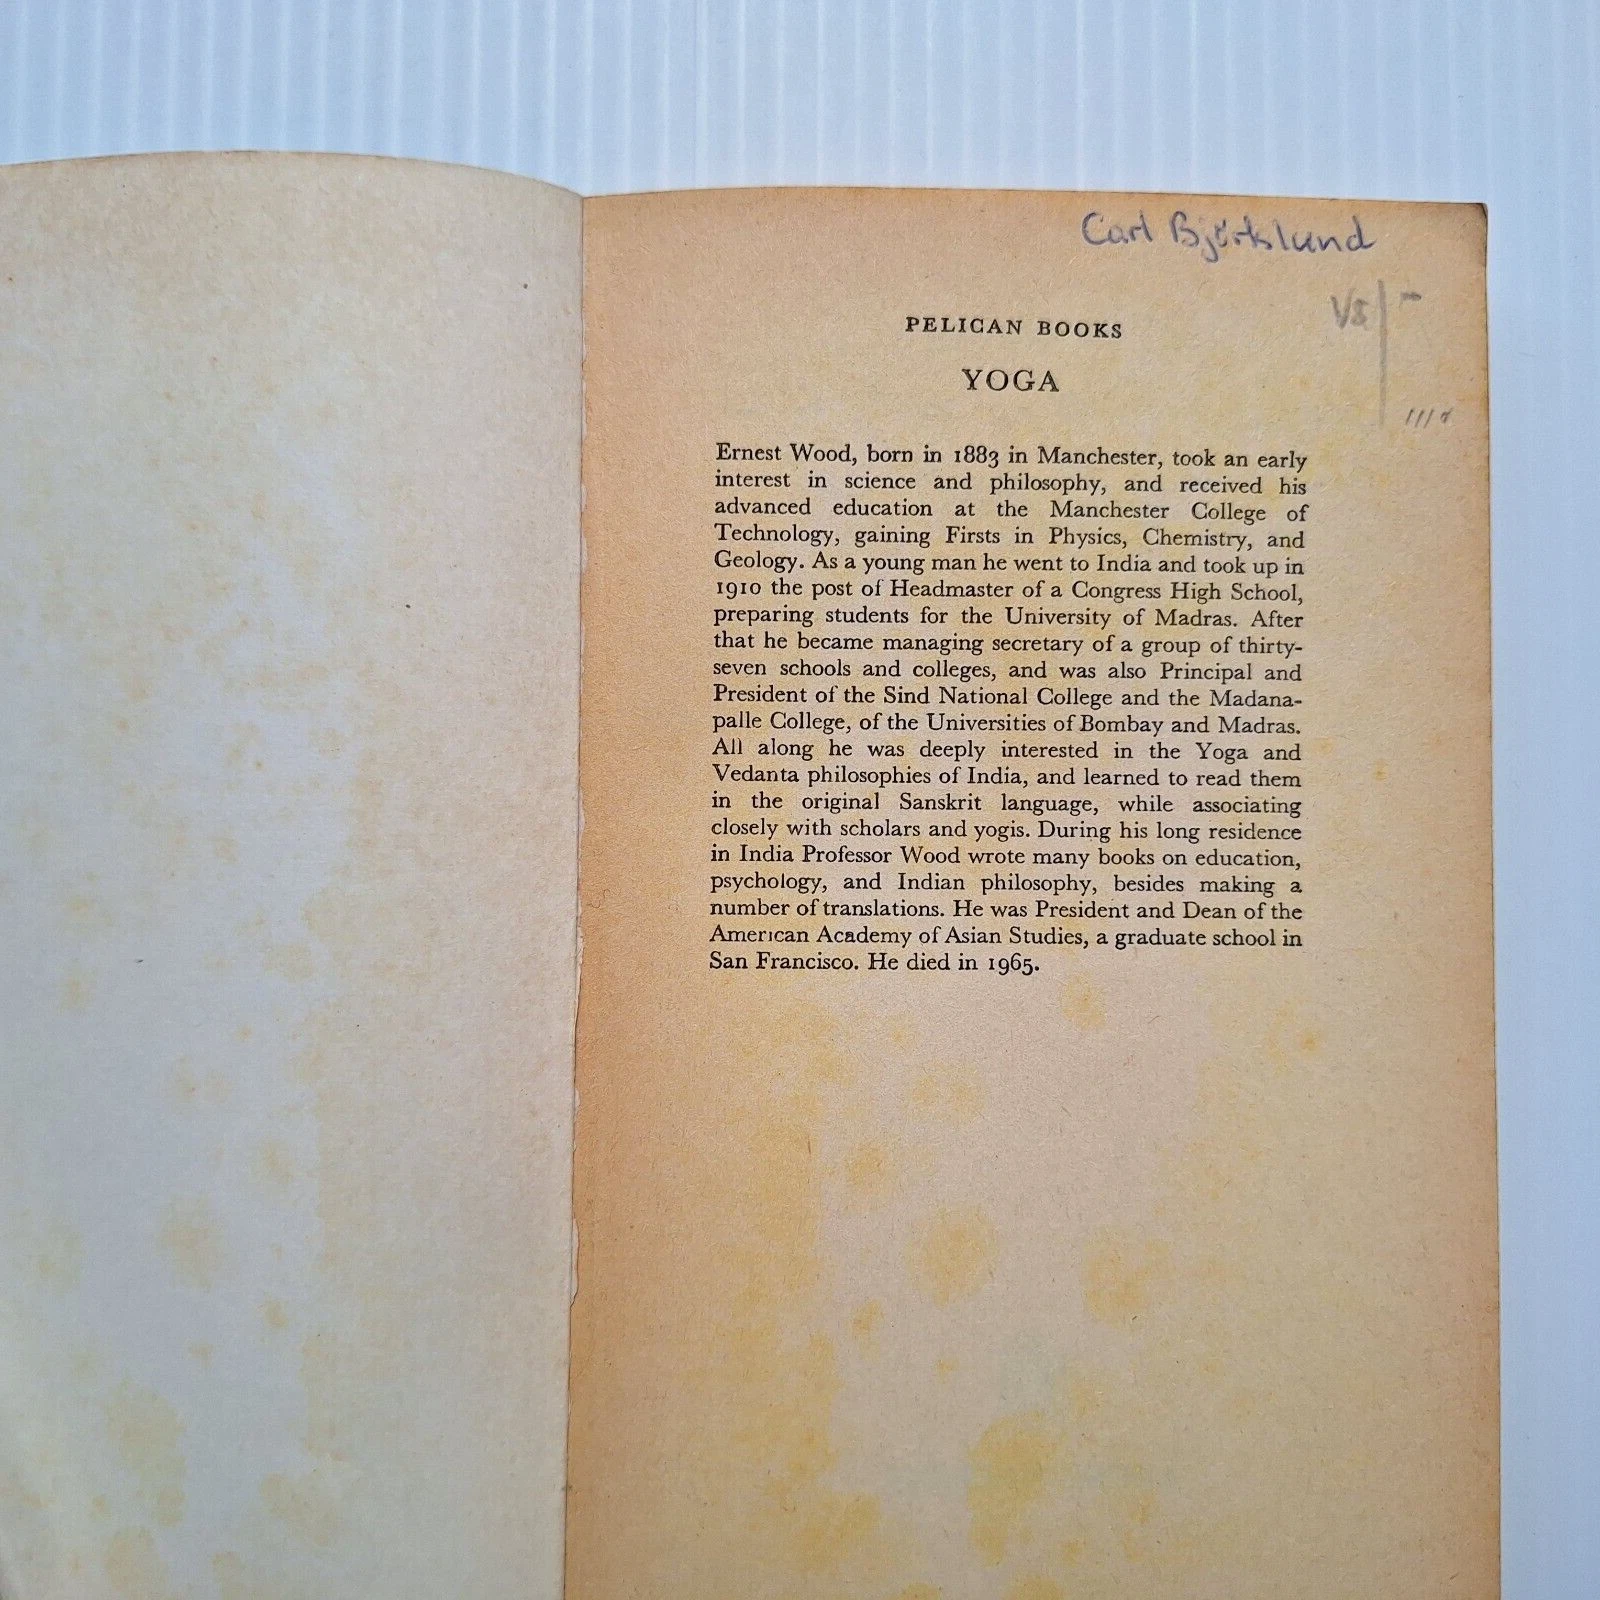 Carl Björklund
PELICAN BOOKS
YOGA
Ernest Wood, born in 1883 in Manchester, took an early
interest in science and philosophy, and received his
advanced education at the Manchester College of
Technology, gaining Firsts in Physics, Chemistry, and
Geology. As a young man he went to India and took up in
1910 the post of Headmaster of a Congress High School,
preparing students for the University of Madras. After
that he became managing secretary of a group of thirty-
seven schools and colleges, and was also Principal and
President of the Sind National College and the Madana-
palle College, of the Universities of Bombay and Madras.
All along he was deeply interested in the Yoga and
Vedanta philosophies of India, and learned to read them
in the original Sanskrit language, while associating
closely with scholars and yogis. During his long residence
in India Professor Wood wrote many books on education,
psychology, and Indian philosophy, besides making a
number of translations. He was President and Dean of the
American Academy of Asian Studies, a graduate school in
San Francisco. He died in 1965.